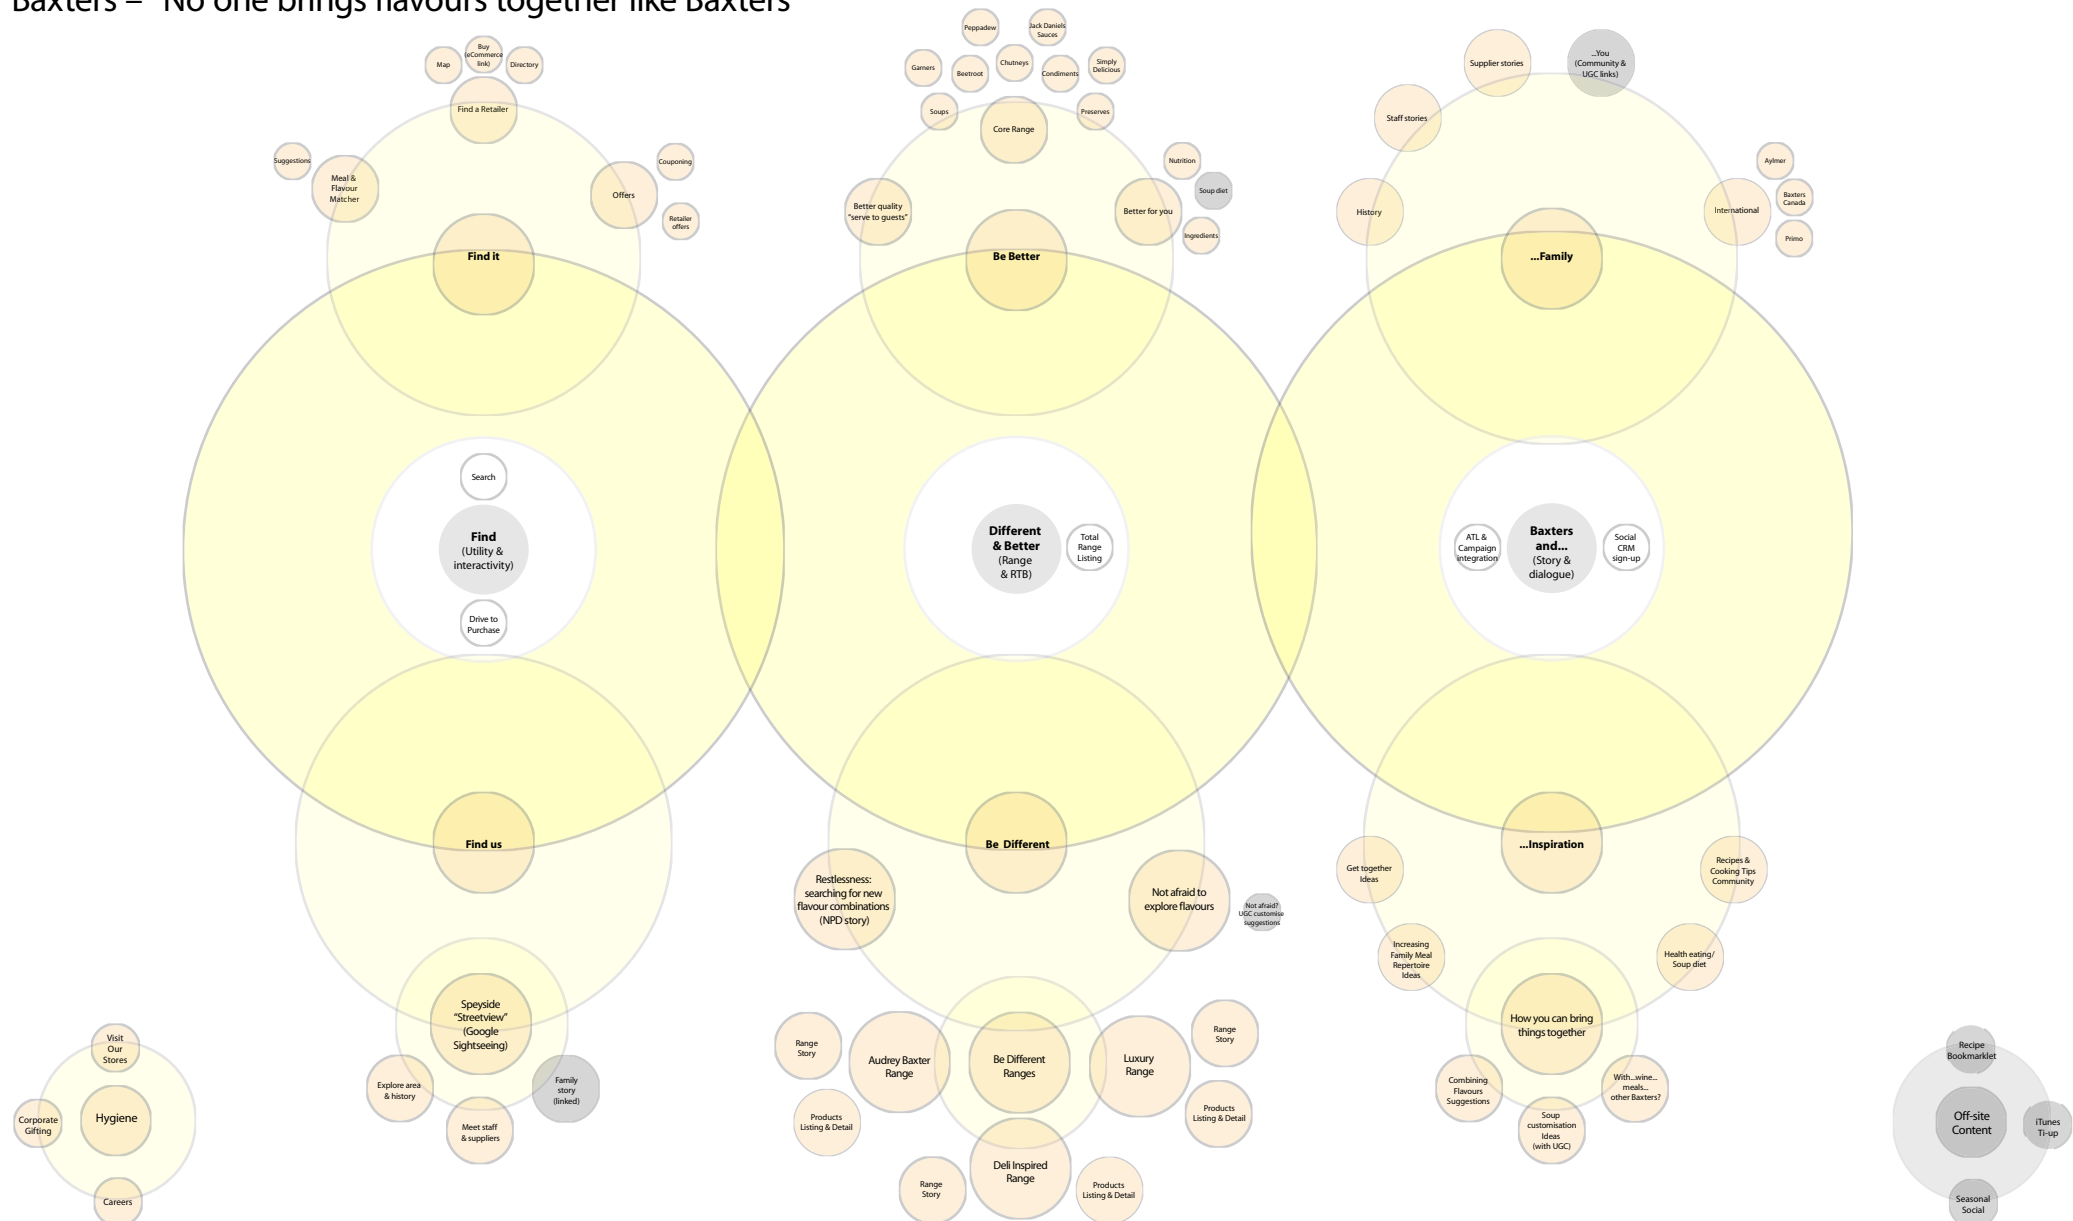 Baxters = “No one brings flavours together like Baxters”
Map
Buy
(eCommerce
link)
Directory
Find a Retailer
Suggestions
Meal &
Flavour
Matcher
Offers
Couponing
Retailer
offers
Find it
Search
Find
(Utility &
interactivity)
Drive to
Purchase
Find us
Speyside
“Streetview”
(Google
Sightseeing)
Explore area
& history
Family
story
(linked)
Meet staff
& suppliers
Visit
Our
Stores
Corporate
Gifting
Hygiene
Careers
Peppadew
Jack Daniels
Sauces
Garners
Beetroot
Chutneys
Condiments
Simply
Delicious
Soups
Core Range
Preserves
Better quality
“serve to guests”
Better for you
Nutrition
Soup diet
Ingredients
Be Better
Different
& Better
(Range
& RTB)
Total
Range
Listing
Be  Different
Restlessness:
searching for new
flavour combinations
(NPD story)
Not afraid to
explore flavours
Not afraid?
UGC customise
suggestions
Range
Story
Audrey Baxter
Range
Products
Listing & Detail
Be Different
Ranges
Luxury
Range
Range
Story
Products
Listing & Detail
Range
Story
Deli Inspired
Range
Products
Listing & Detail
Supplier stories
...You
(Community &
UGC links)
Staff stories
History
International
Aylmer
Baxters
Canada
Primo
...Family
ATL &
Campaign
integration
Baxters
and...
(Story &
dialogue)
Social
CRM
sign-up
...Inspiration
Get together
Ideas
Recipes &
Cooking Tips
Community
Increasing
Family Meal
Repertoire
Ideas
Health eating/
Soup diet
How you can bring
things together
Combining
Flavours
Suggestions
Soup
customisation
Ideas
(with UGC)
With...wine...
meals...
other Baxters?
Recipe
Bookmarklet
Off-site
Content
iTunes
Ti-up
Seasonal
Social